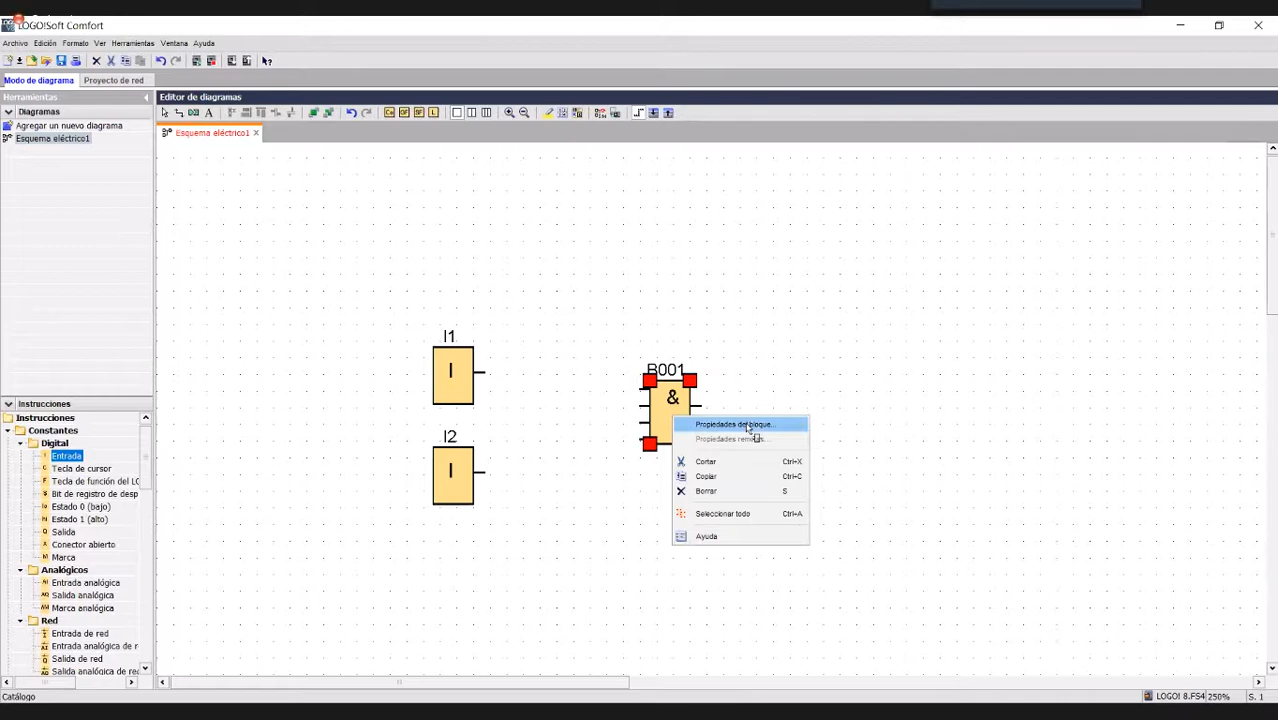 LOGO!Soft Comfort
Archivo Edición Formato Ver Herramientas Ventana Ayuda
Modo de diagrama Proyecto de red
Herramientas
Editor de diagramas
Diagramas
Agregar un nuevo diagrama
Esquema eléctrico1
Esquema eléctrico1
I1
I
I2
I
B001
&
Propiedades del bloque...
Propiedades
Cortar Ctrl+X
Copiar Ctrl+C
Borrar S
Seleccionar todo Ctrl+A
Ayuda
Instrucciones
Instrucciones
Constantes
Digital
Entrada
Tecla de cursor
Tecla de función del LO
Bit de registro de desp
Estado 0 (bajo)
Estado 1 (alto)
Salida
Conector abierto
Marca
Analógicos
Entrada analógica
Salida analógica
Marca analógica
Red
Entrada de red
Entrada analógica de r
Salida de red
Salida analógica de re
Catálogo
LOGO! 8.FS4 250% S. 1